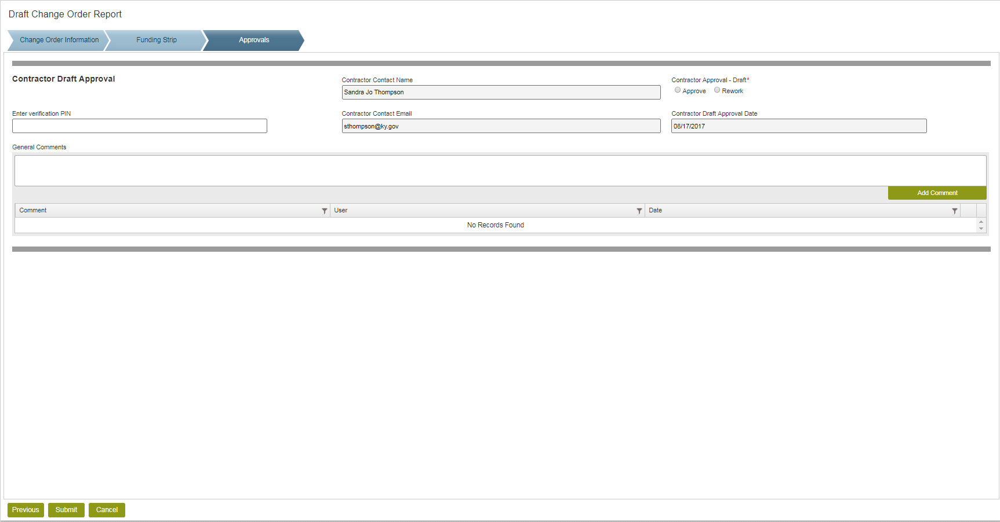 Draft Change Order Report
Change Order Information
Funding Strip
Approvals
Contractor Draft Approval
Contractor Contact Name
Sandra Jo Thompson
Contractor Approval - Draft*
Approve
Rework
Enter verification PIN
Contractor Contact Email
sthompson@ky.gov
Contractor Draft Approval Date
08/17/2017
General Comments
Add Comment
Comment
User
Date
No Records Found
Previous
Submit
Cancel